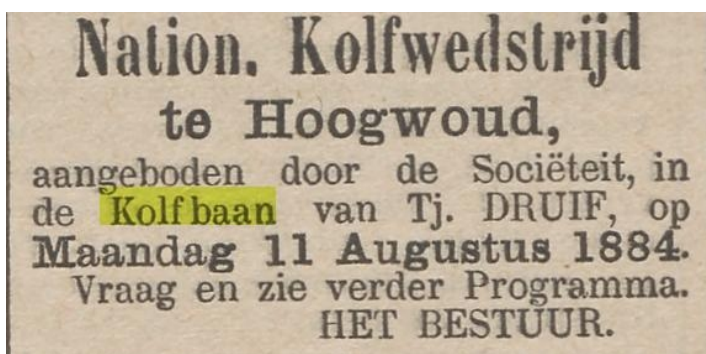 Nation. Kolfwedstrijd
te Hoogwoud,
aangeboden door de Sociëteit, in
de Kolfbaan van Tj. DRUIF, op
Maandag 11 Augustus 1884.
Vraag en zie verder Programma.
HET BESTUUR.